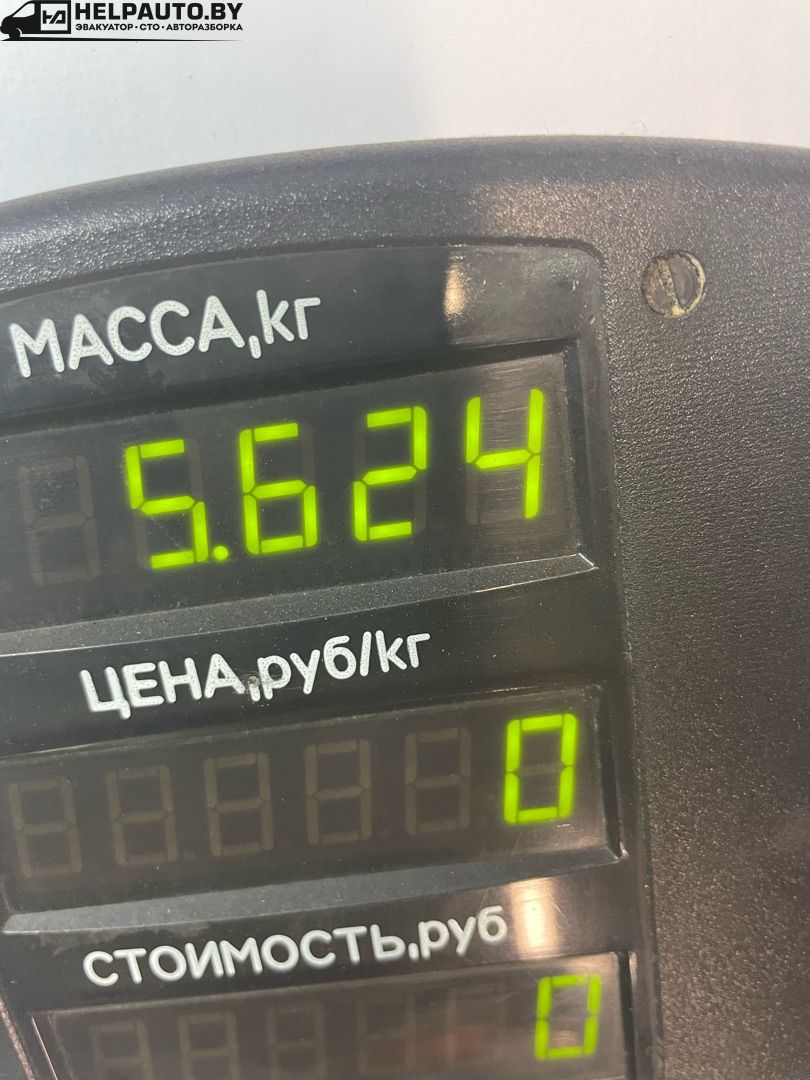 HELPAUTO.BY
ЭВАКУАТОР · СТО · АВТОРАЗБОРКА
МАССА,кг
5.624
ЦЕНА,руб/кг
0
СТОИМОСТЬ,руб
0